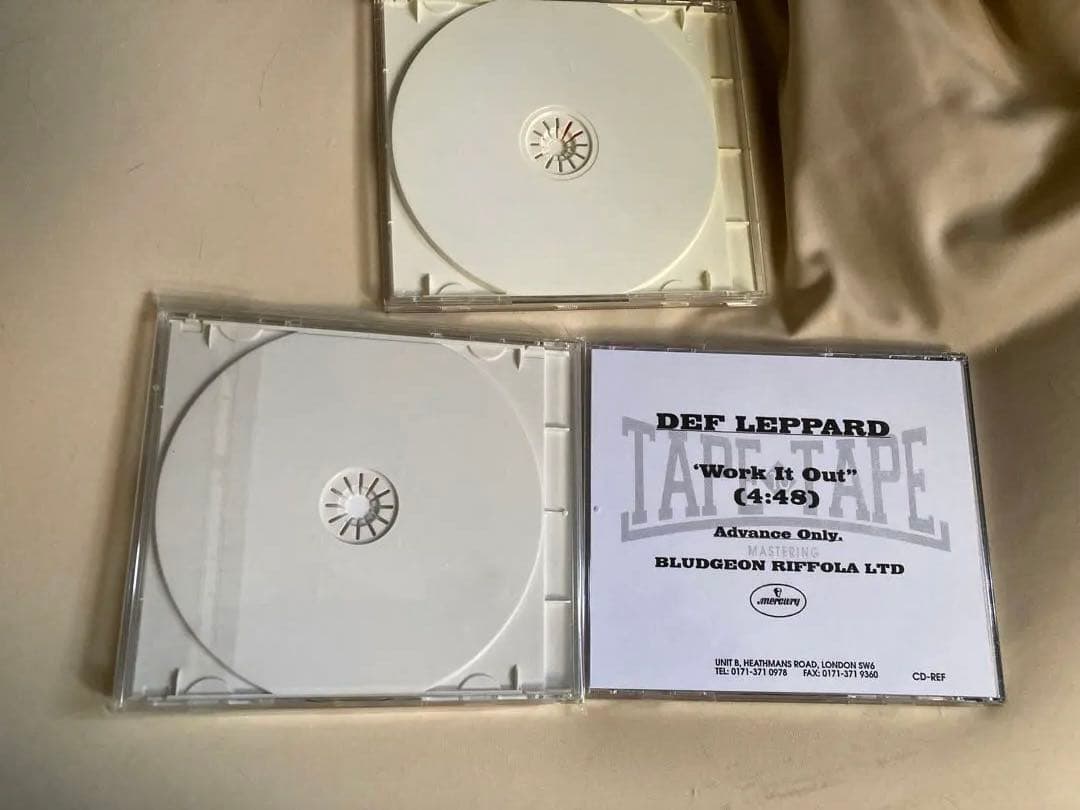 DEF LEPPARD
TAPE to TAPE
‘Work It Out”
(4:48)
Advance Only.
MASTERING
BLUDGEON RIFFOLA LTD
mercury
UNIT B, HEATHMANS ROAD, LONDON SW6
TEL: 0171-371 0978 FAX: 0171-371 9360
CD-REF